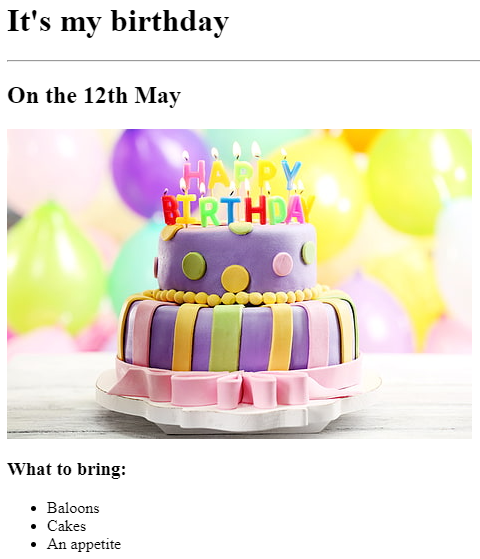 It's my birthday
On the 12th May
HAPPY
BIRTHDAY
What to bring:
Baloons
Cakes
An appetite